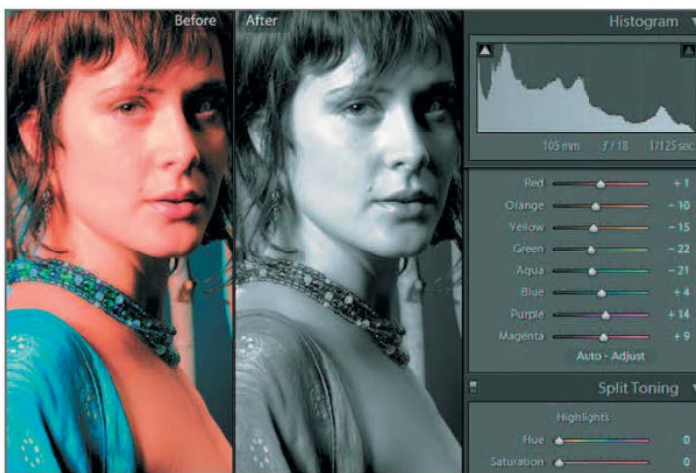 Before
After
Histogram
105 mm ƒ / 18 1/125 sec
Red + 1
Orange - 10
Yellow - 15
Green - 22
Aqua - 21
Blue + 4
Purple + 14
Magenta + 9
Auto - Adjust
Split Toning
Highlights
Hue 0
Saturation 0